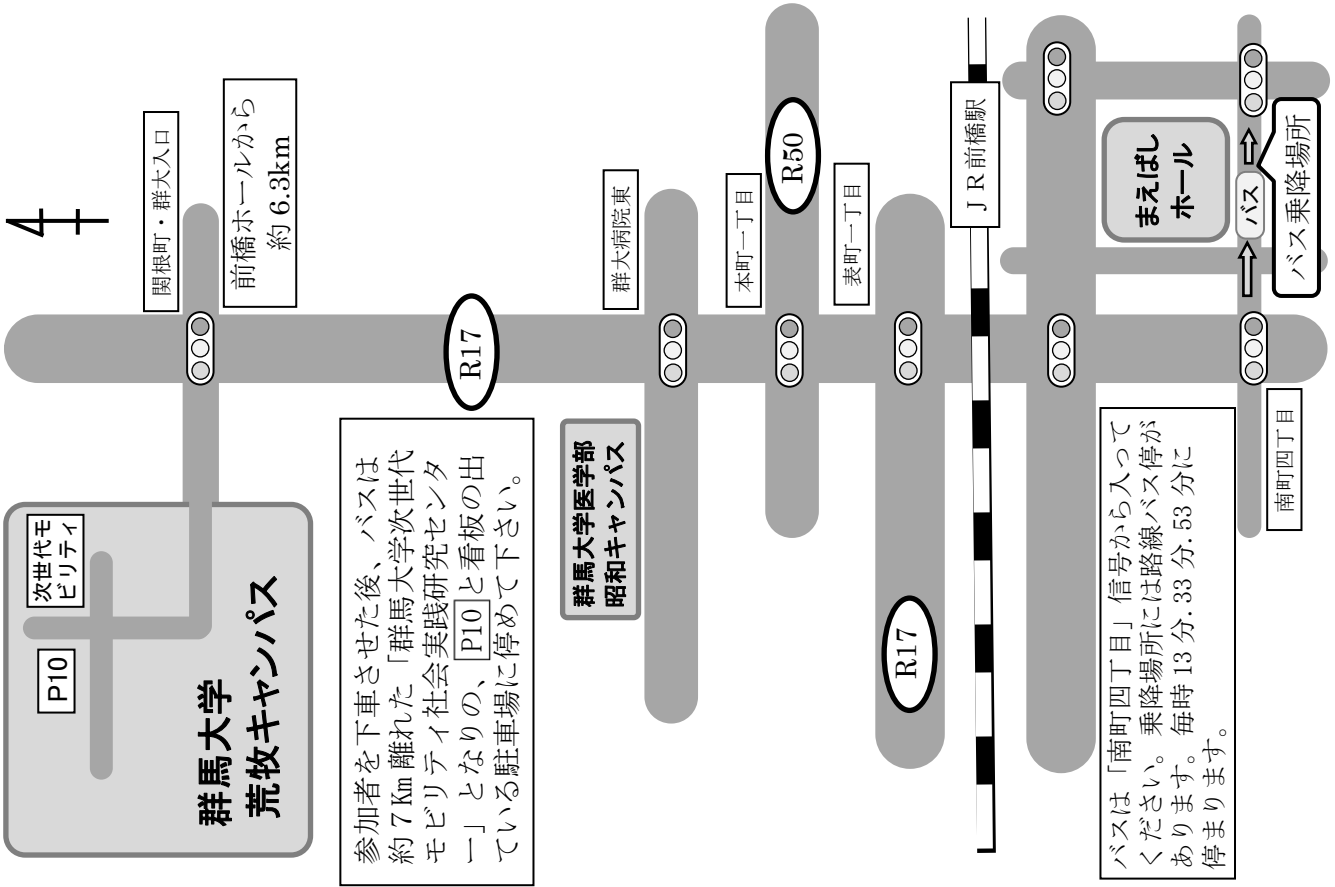 次世代モ
ビリティ
P10
群馬大学
荒牧キャンパス
関根町・群大入口
前橋ホールから
約 6.3km
参加者を下車させた後、バスは
約 7 Km 離れた「群馬大学次世代
モビリティ社会実践研究センタ
ー」となりの、P10 と看板の出
ている駐車場に停めて下さい。
R17
群馬大学医学部
昭和キャンパス
群大病院東
本町一丁目
R50
表町一丁目
R17
ＪＲ前橋駅
まえばし
ホール
バス
バス乗降場所
バスは「南町四丁目」信号から入って
ください。乗降場所には路線バス停が
あります。毎時 13 分.33 分.53 分に
停まります。
南町四丁目